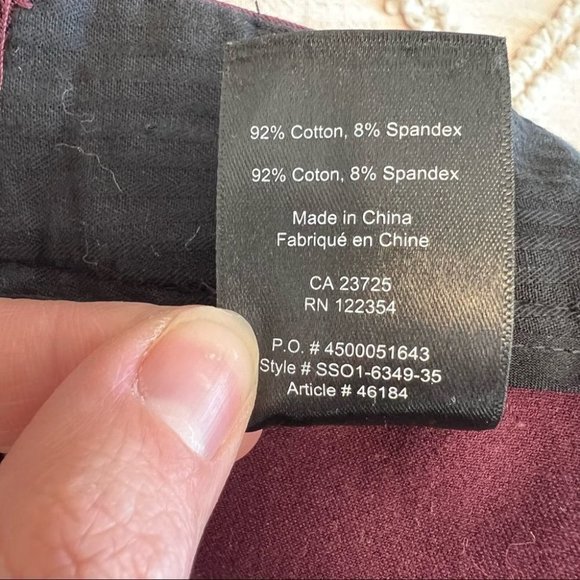 92% Cotton, 8% Spandex
92% Coton, 8% Spandex
Made in China
Fabriqué en Chine
CA 23725
RN 122354
P.O. # 4500051643
Style # SSO1-6349-35
Article # 46184